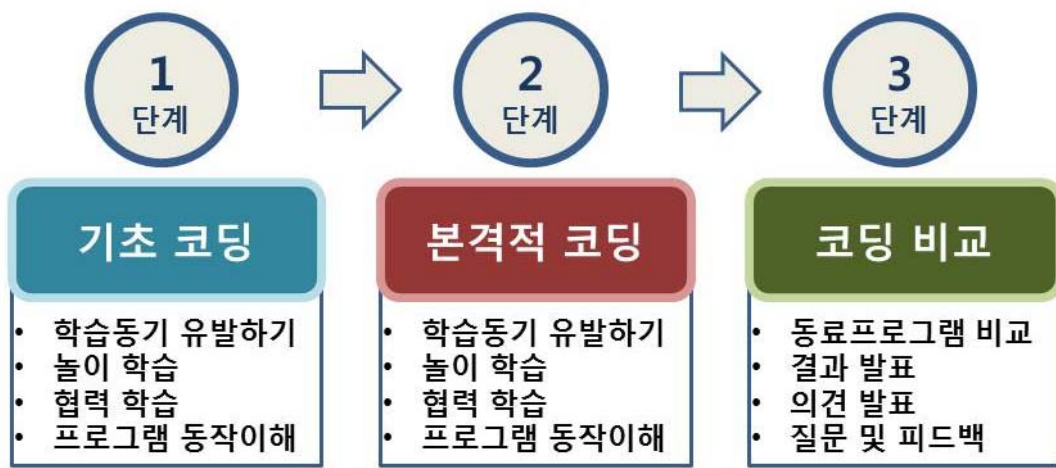 1
단계
2
단계
3
단계
기초 코딩
• 학습동기 유발하기
• 놀이 학습
• 협력 학습
• 프로그램 동작이해
본격적 코딩
• 학습동기 유발하기
• 놀이 학습
• 협력 학습
• 프로그램 동작이해
코딩 비교
• 동료프로그램 비교
• 결과 발표
• 의견 발표
• 질문 및 피드백